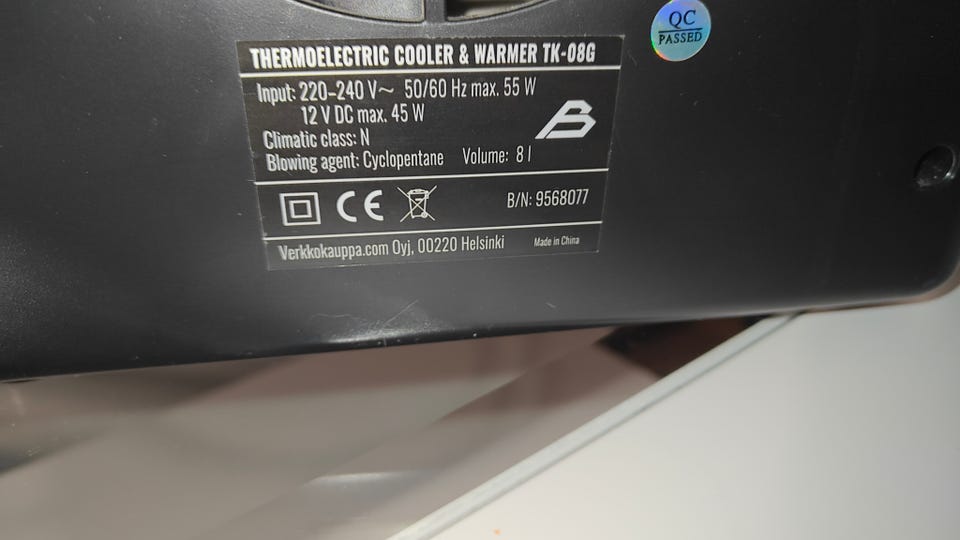 THERMOELECTRIC COOLER & WARMER TK-08G
Input: 220-240 V~ 50/60 Hz max. 55 W
12 V DC max. 45 W
Climatic class: N
Blowing agent: Cyclopentane Volume: 8 l
CE
B/N: 9568077
Verkkokauppa.com Oyj, 00220 Helsinki Made in China
QC
PASSED